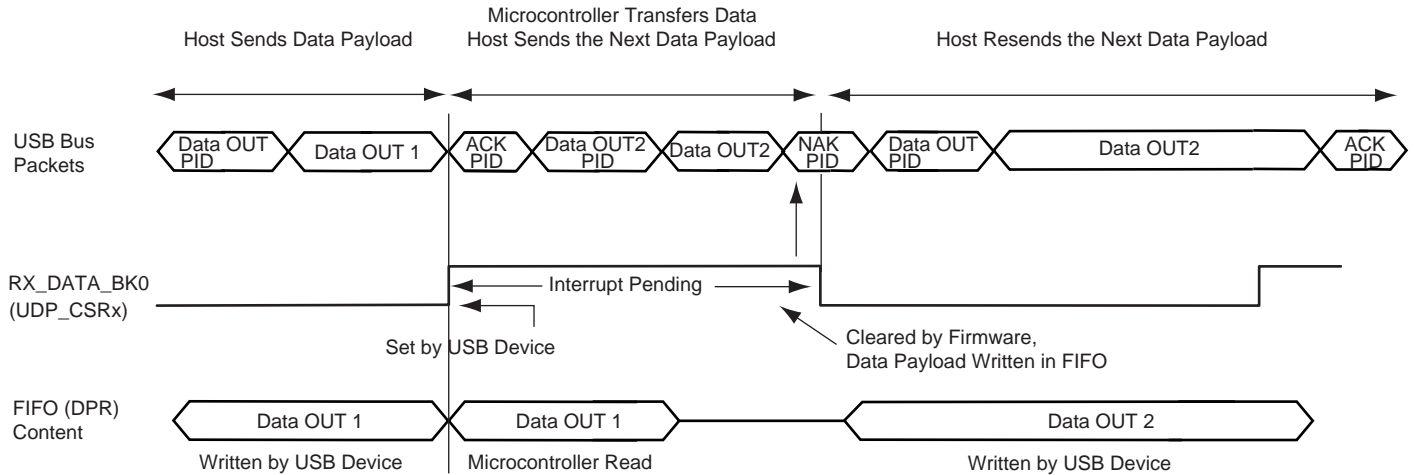 Microcontroller Transfers Data
Host Sends Data Payload
Host Sends the Next Data Payload
Host Resends the Next Data Payload
USB Bus
Packets
Data OUT
PID
Data OUT 1
ACK
PID
Data OUT2
PID
Data OUT2
NAK
PID
Data OUT
PID
Data OUT2
ACK
PID
RX_DATA_BK0
(UDP_CSRx)
Interrupt Pending
Set by USB Device
Cleared by Firmware,
Data Payload Written in FIFO
FIFO (DPR)
Content
Data OUT 1
Data OUT 1
Data OUT 2
Written by USB Device
Microcontroller Read
Written by USB Device